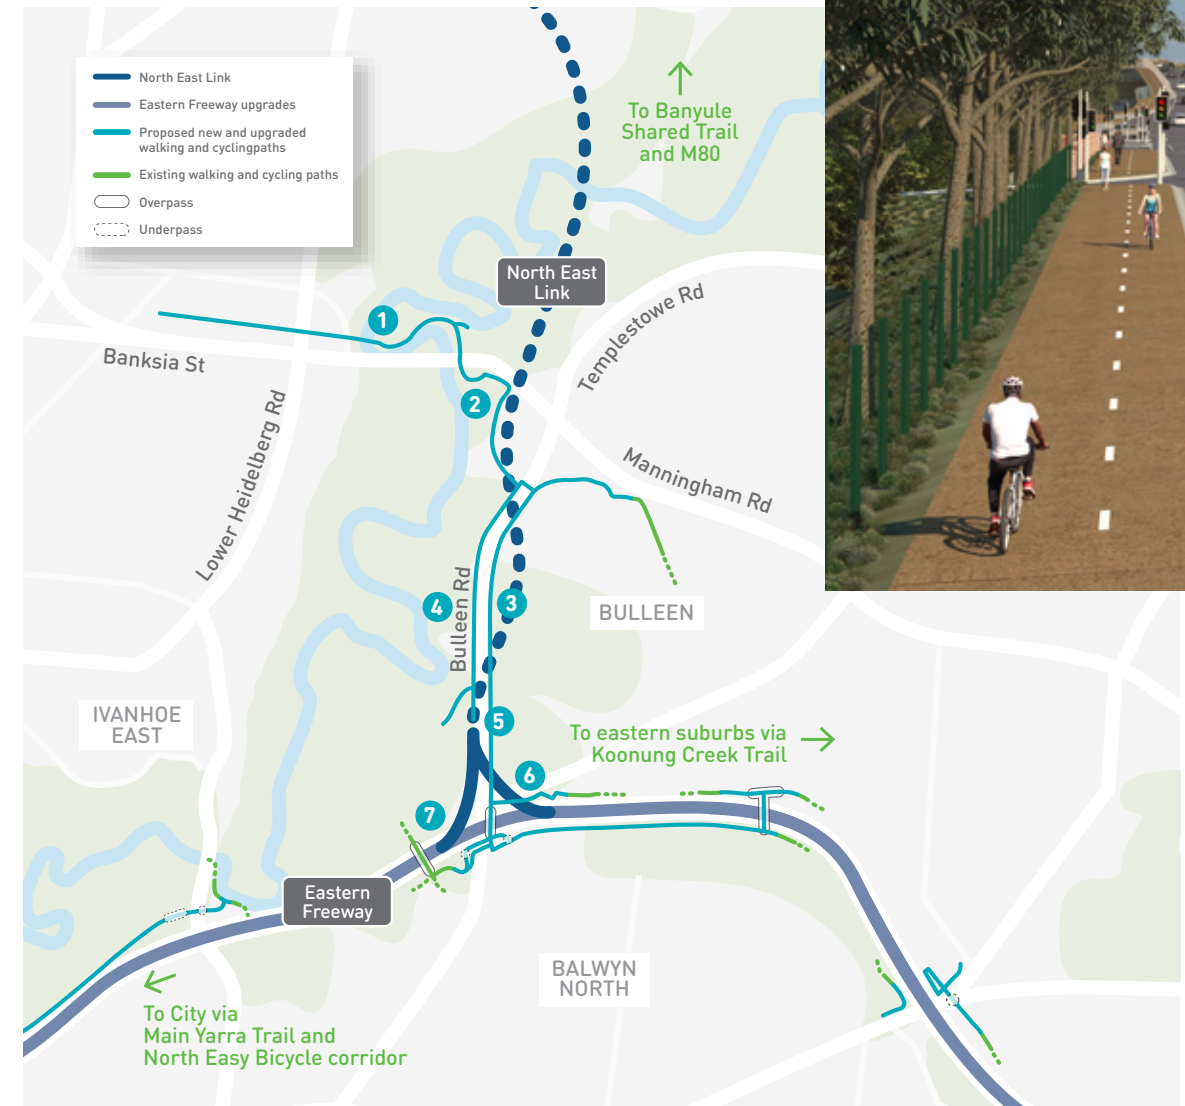 North East Link
Eastern Freeway upgrades
Proposed new and upgraded
walking and cyclingpaths
Existing walking and cycling paths
Overpass
Underpass
To Banyule
Shared Trail
and M80
North East
Link
Templestowe Rd
1
Banksia St
2
Lower Heidelberg Rd
Manningham Rd
3
4
Bulleen Rd
BULLEEN
IVANHOE
EAST
5
To eastern suburbs via
Koonung Creek Trail
6
7
Eastern
Freeway
BALWYN
NORTH
To City via
Main Yarra Trail and
North Easy Bicycle corridor